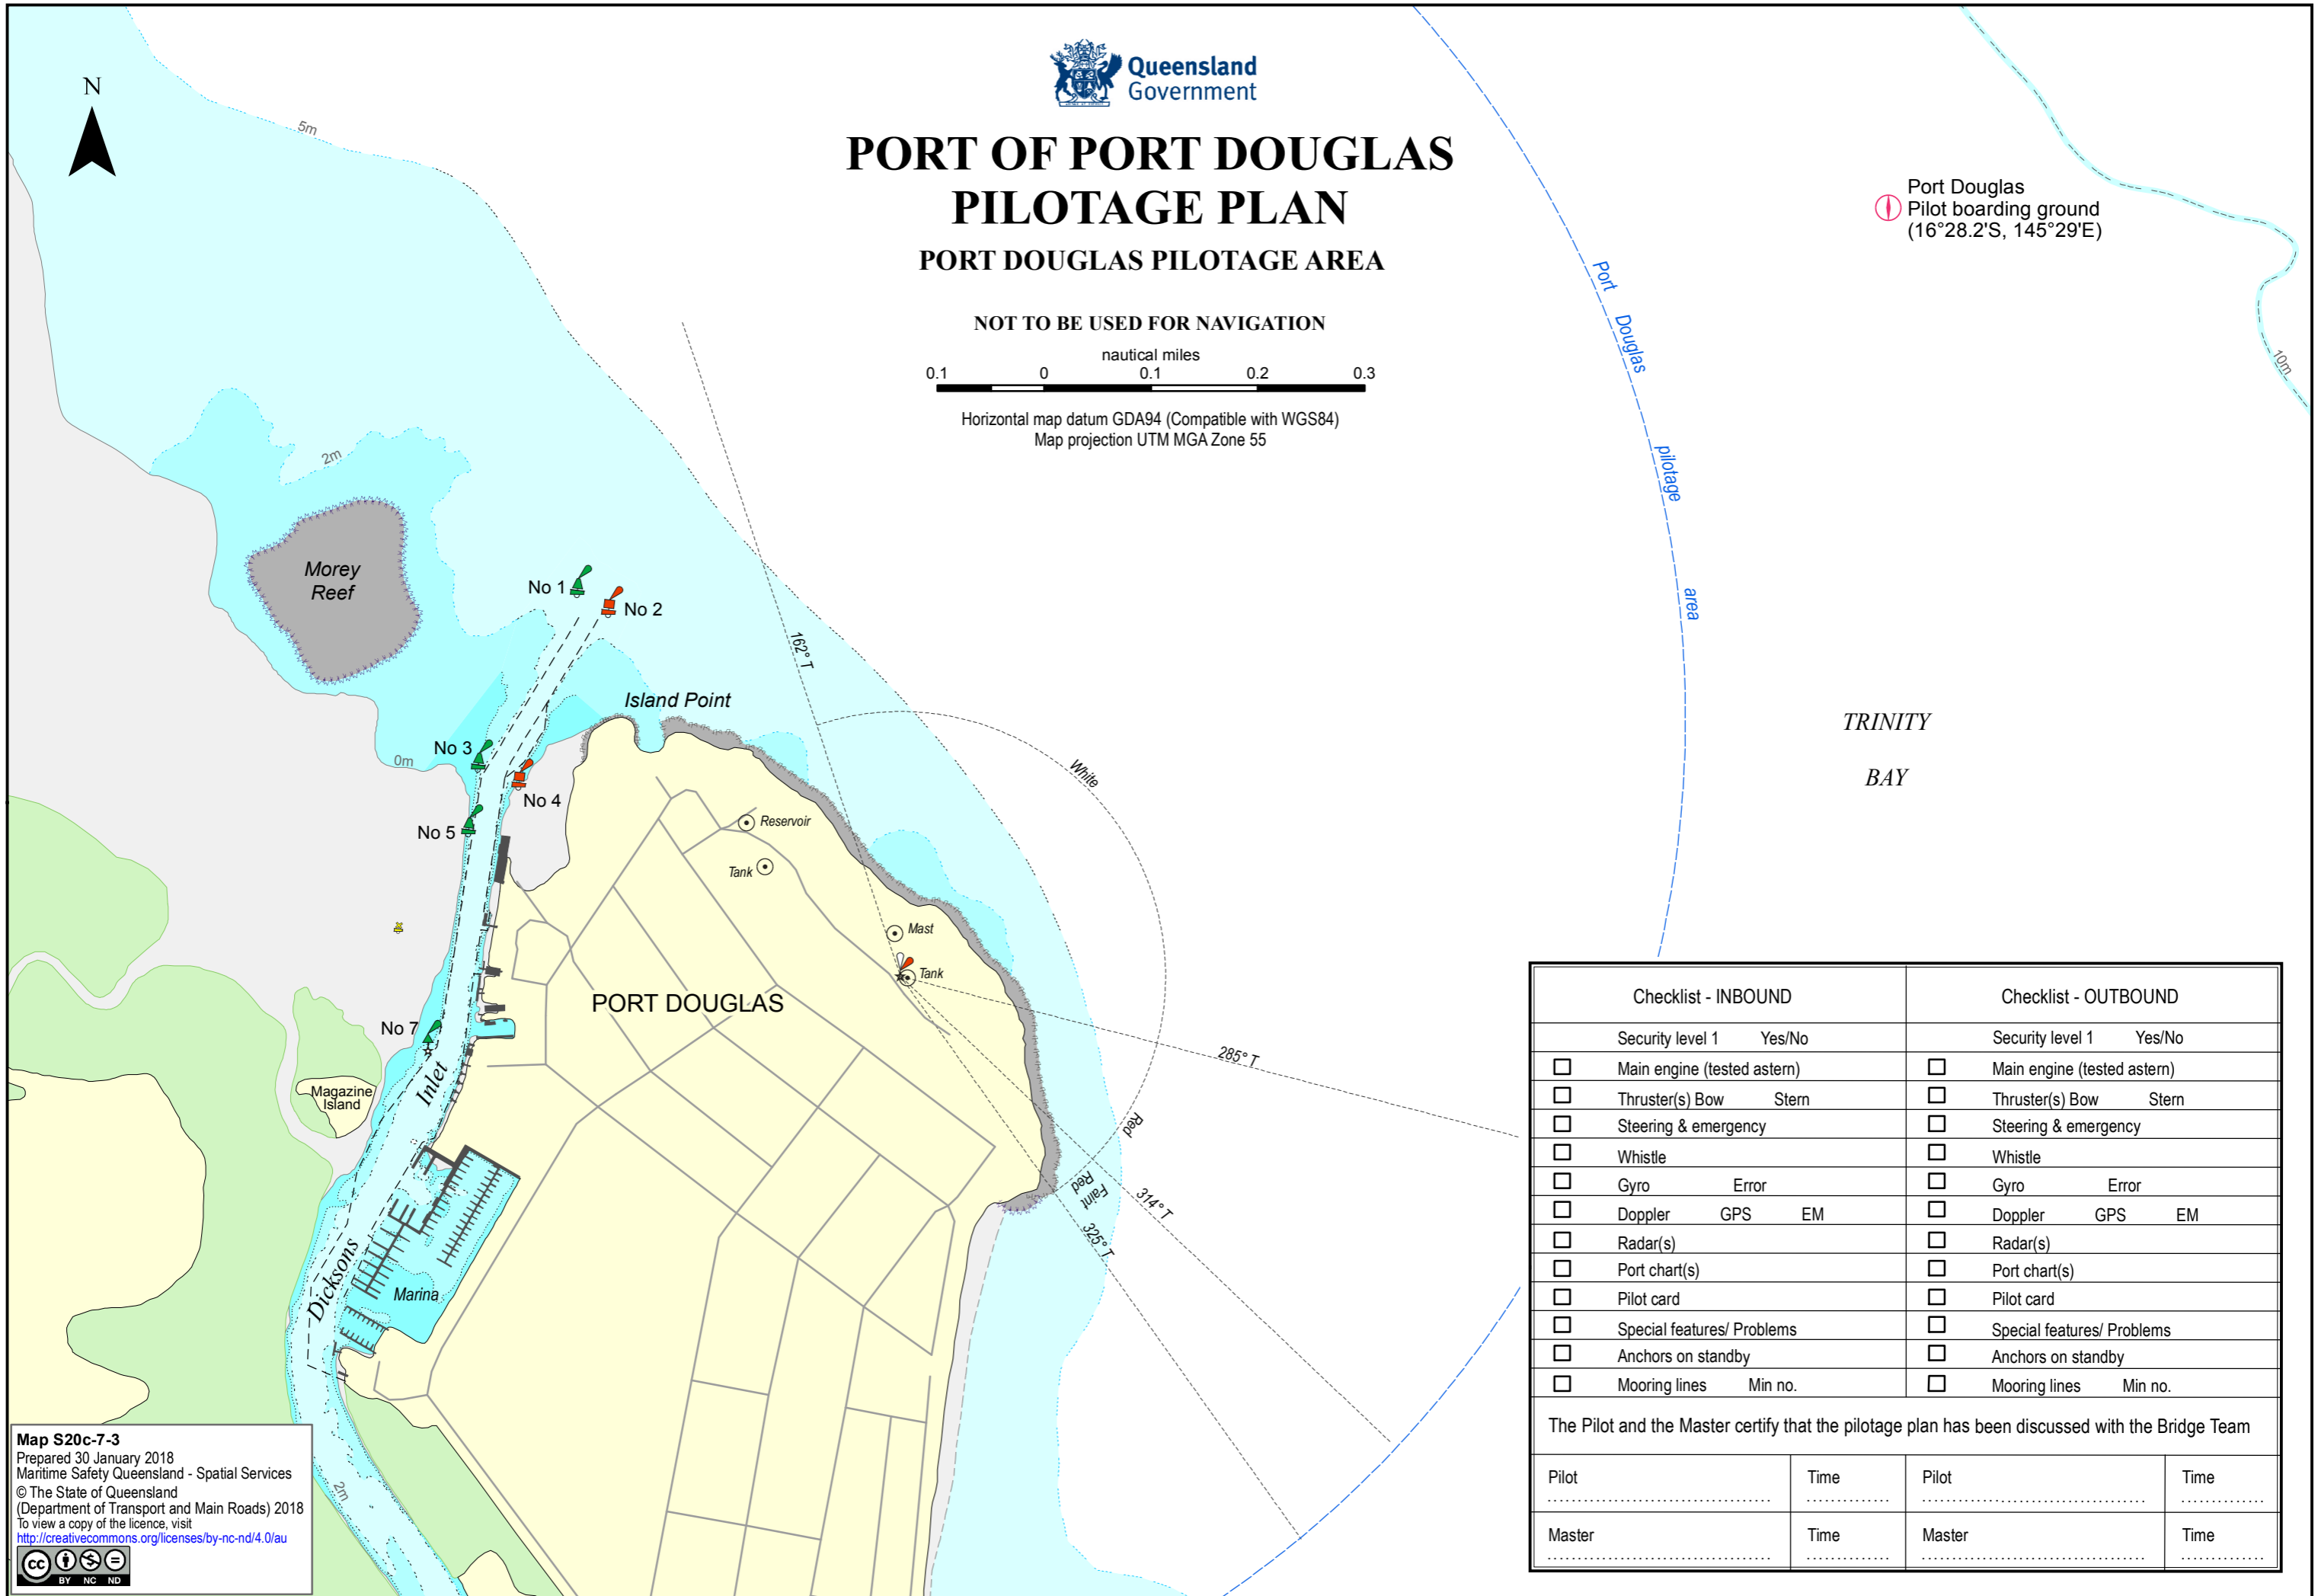 N
Queensland
Government
PORT OF PORT DOUGLAS
PILOTAGE PLAN
PORT DOUGLAS PILOTAGE AREA
NOT TO BE USED FOR NAVIGATION
nautical miles
0.1 0 0.1 0.2 0.3
Horizontal map datum GDA94 (Compatible with WGS84)
Map projection UTM MGA Zone 55
Port Douglas
Pilot boarding ground
(16°28.2'S, 145°29'E)
Port Douglas pilotage area
10m
5m
2m
Morey
Reef
No 1
No 2
162° T
Island Point
No 3
0m
No 4
No 5
White
TRINITY
BAY
Reservoir
Tank
Mast
Tank
PORT DOUGLAS
No 7
Magazine
Island
Dicksons Inlet
Marina
285° T
Red
Faint
Red
314° T
325° T
2m
Checklist - INBOUND Checklist - OUTBOUND
Security level 1 Yes/No Security level 1 Yes/No
Main engine (tested astern) Main engine (tested astern)
Thruster(s) Bow Stern Thruster(s) Bow Stern
Steering & emergency Steering & emergency
Whistle Whistle
Gyro Error Gyro Error
Doppler GPS EM Doppler GPS EM
Radar(s) Radar(s)
Port chart(s) Port chart(s)
Pilot card Pilot card
Special features/ Problems Special features/ Problems
Anchors on standby Anchors on standby
Mooring lines Min no. Mooring lines Min no.
The Pilot and the Master certify that the pilotage plan has been discussed with the Bridge Team
Pilot Time Pilot Time
Master Time Master Time
Map S20c-7-3
Prepared 30 January 2018
Maritime Safety Queensland - Spatial Services
© The State of Queensland
(Department of Transport and Main Roads) 2018
To view a copy of the licence, visit
http://creativecommons.org/licenses/by-nc-nd/4.0/au
cc
BY NC ND